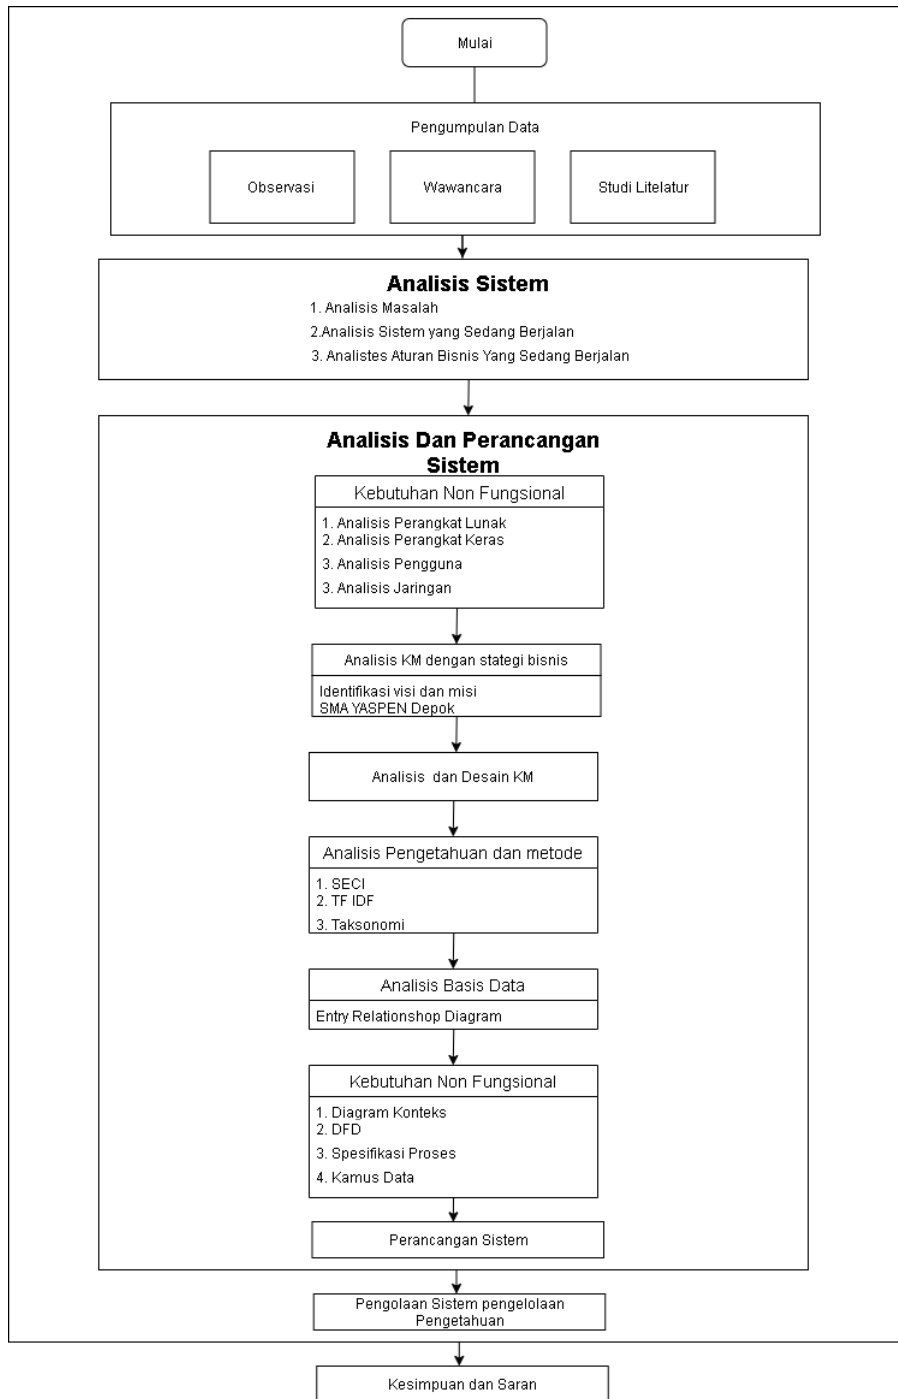 Mulai
Pengumpulan Data
Observasi
Wawancara
Studi Litelatur
Analisis Sistem
1. Analisis Masalah
2.Analisis Sistem yang Sedang Berjalan
3. Analistes Aturan Bisnis Yang Sedang Berjalan
Analisis Dan Perancangan
Sistem
Kebutuhan Non Fungsional
1. Analisis Perangkat Lunak
2. Analisis Perangkat Keras
3. Analisis Pengguna
3. Analisis Jaringan
Analisis KM dengan stategi bisnis
Identifikasi visi dan misi
SMA YASPEN Depok
Analisis dan Desain KM
Analisis Pengetahuan dan metode
1. SECI
2. TF IDF
3. Taksonomi
Analisis Basis Data
Entry Relationshop Diagram
Kebutuhan Non Fungsional
1. Diagram Konteks
2. DFD
3. Spesifikasi Proses
4. Kamus Data
Perancangan Sistem
Pengolaan Sistem pengelolaan
Pengetahuan
Kesimpuan dan Saran